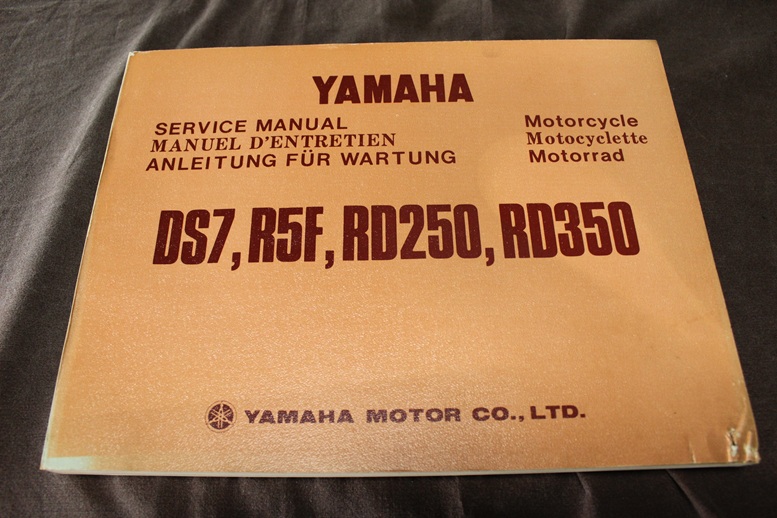 YAMAHA
SERVICE MANUAL Motorcycle
MANUEL D'ENTRETIEN Motocyclette
ANLEITUNG FÜR WARTUNG Motorrad
DS7, R5F, RD250, RD350
YAMAHA MOTOR CO., LTD.